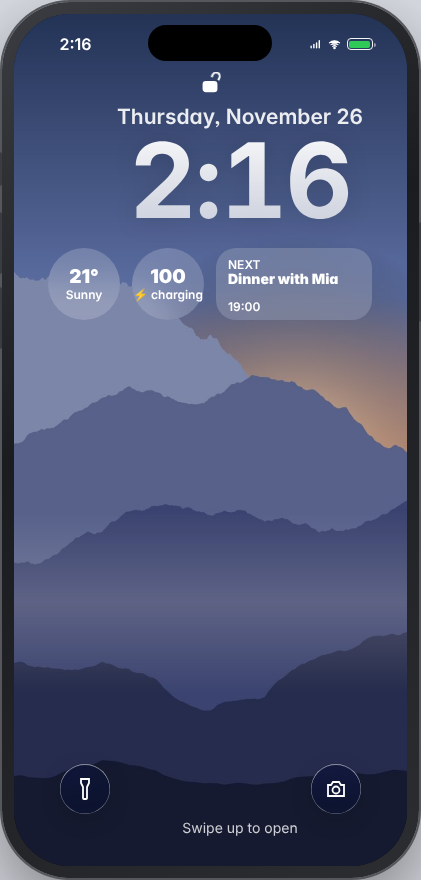 2:16
Thursday, November 26
2:16
21°
Sunny
100
⚡ charging
NEXT
Dinner with Mia
19:00
Swipe up to open